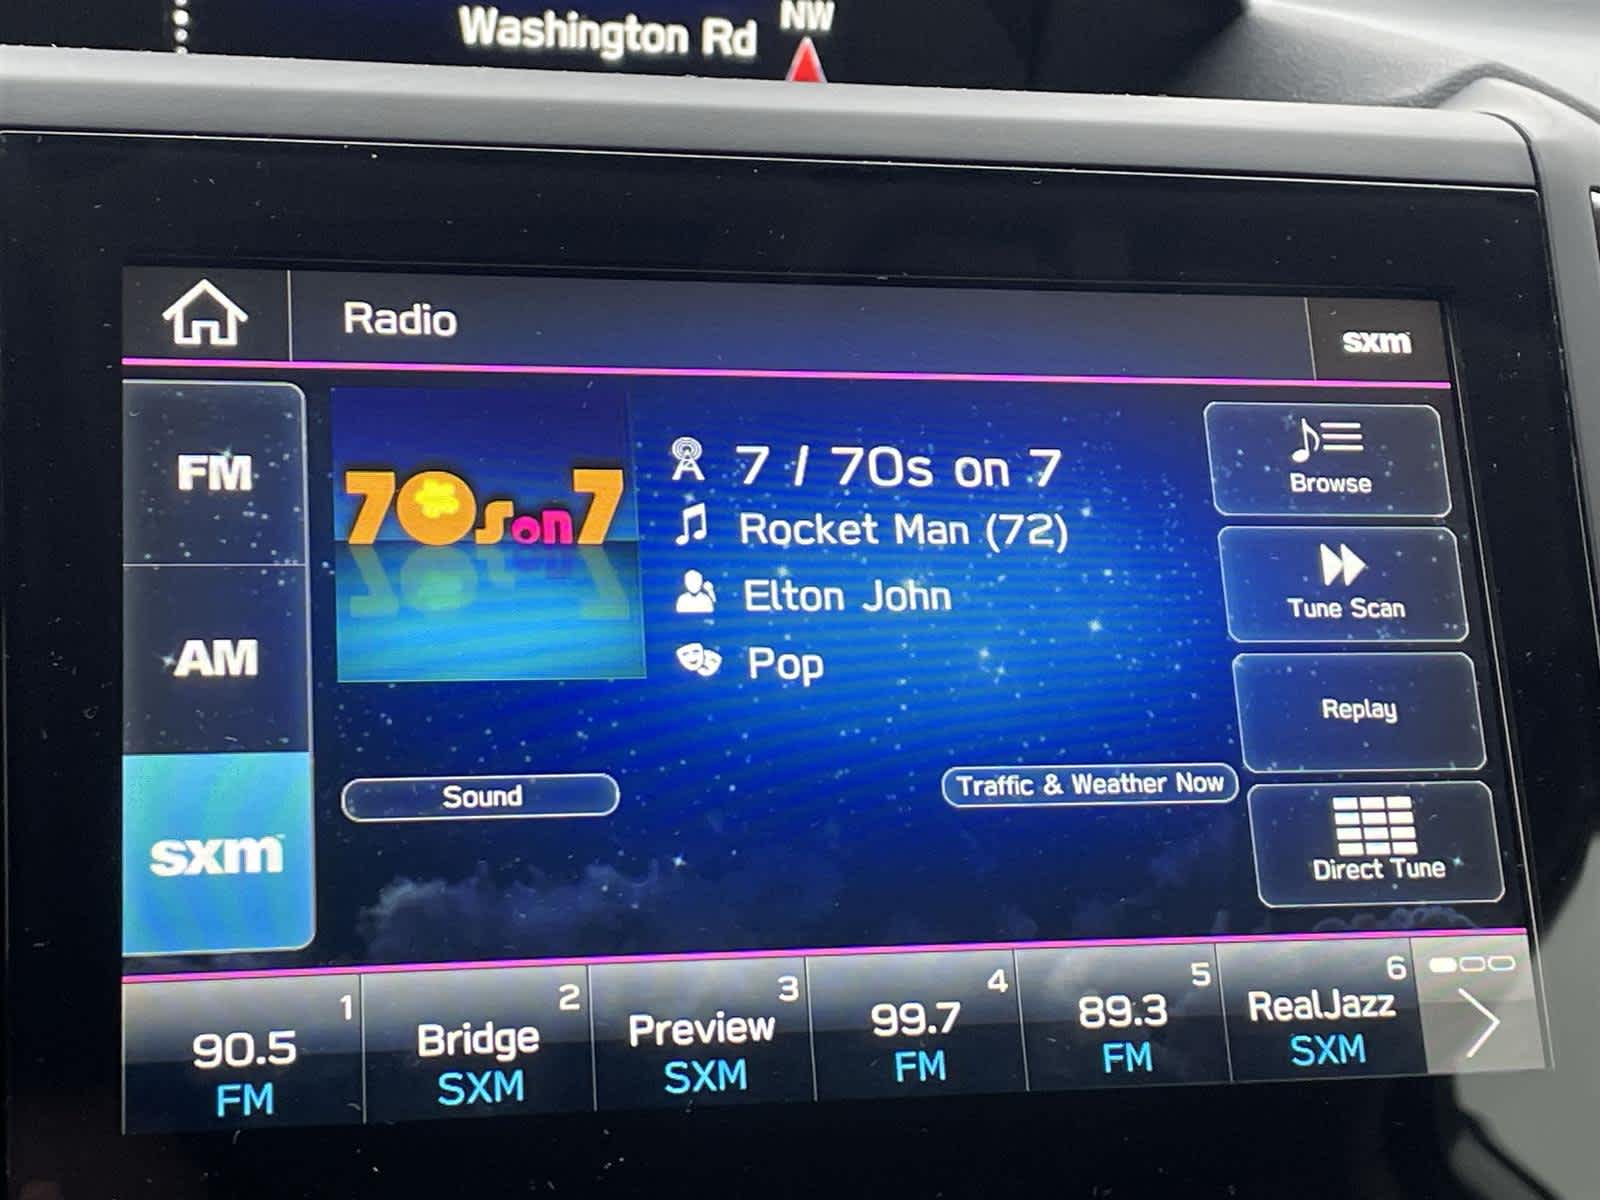 Washington Rd
NW
Radio
sxm
FM
AM
sxm
70s on 7
7 / 70s on 7
Rocket Man (72)
Elton John
Pop
Sound
Traffic & Weather Now
Browse
Tune Scan
Replay
Direct Tune
1
90.5
FM
2
Bridge
SXM
3
Preview
SXM
4
99.7
FM
5
89.3
FM
6
RealJazz
SXM